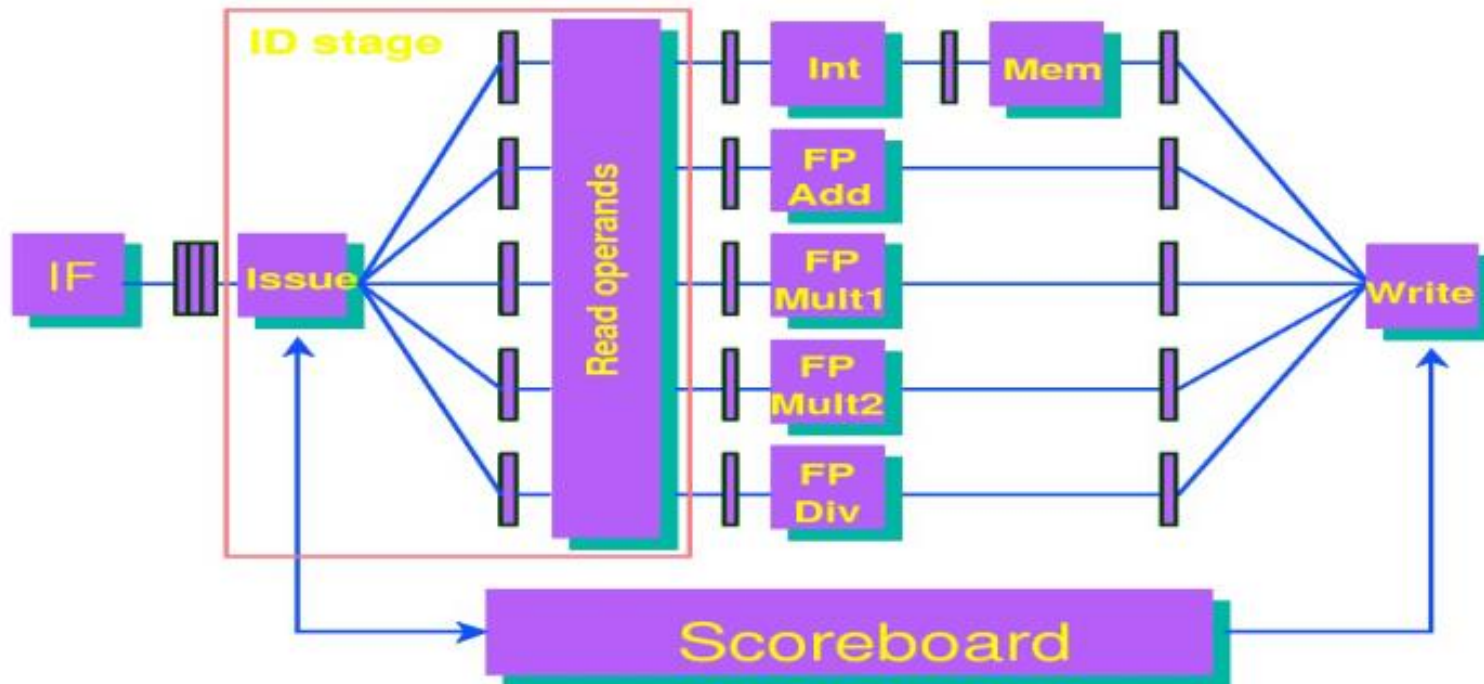 ID stage
IF
Issue
Read operands
Int
Mem
FP
Add
FP
Mult1
FP
Mult2
FP
Div
Write
Scoreboard